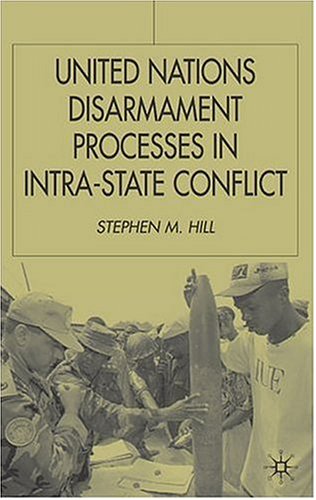 UNITED NATIONS
DISARMAMENT
PROCESSES IN
INTRA-STATE CONFLICT
STEPHEN M. HILL